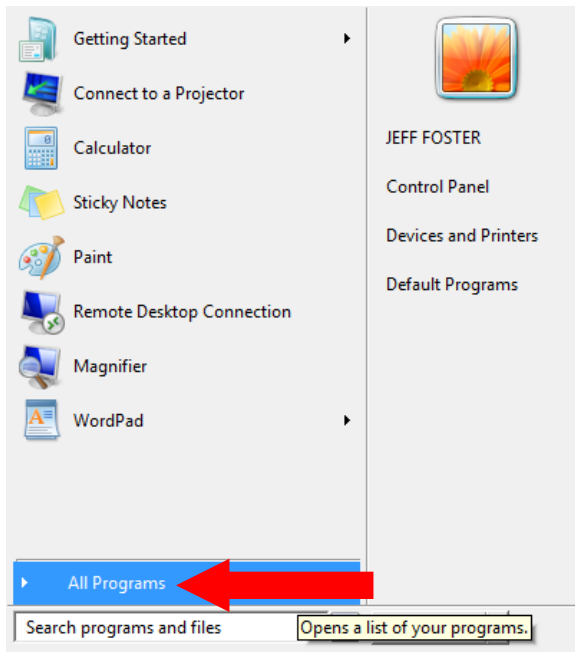 Getting Started
Connect to a Projector
Calculator
Sticky Notes
Paint
Remote Desktop Connection
Magnifier
WordPad
All Programs
Search programs and files
JEFF FOSTER
Control Panel
Devices and Printers
Default Programs
Opens a list of your programs.